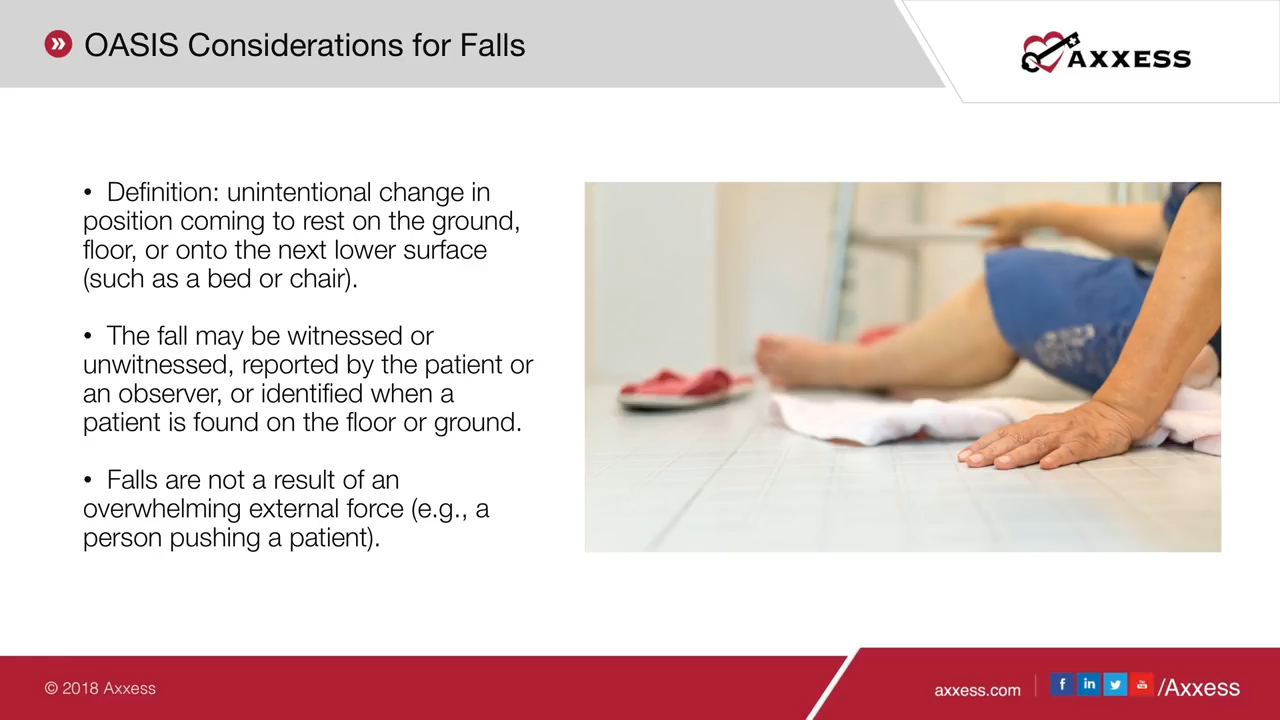 OASIS Considerations for Falls
AXXESS
• Definition: unintentional change in
position coming to rest on the ground,
floor, or onto the next lower surface
(such as a bed or chair).
• The fall may be witnessed or
unwitnessed, reported by the patient or
an observer, or identified when a
patient is found on the floor or ground.
• Falls are not a result of an
overwhelming external force (e.g., a
person pushing a patient).
© 2018 Axxess
axxess.com
/Axxess